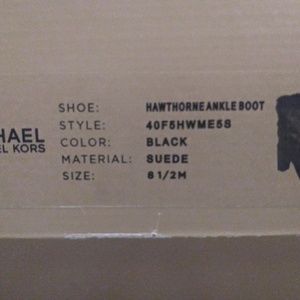 SHOE: HAWTHORNE ANKLE BOOT
STYLE: 40F5HWME5S
HAEL
EL KORS
COLOR: BLACK
MATERIAL: SUEDE
SIZE: 8 1/2M